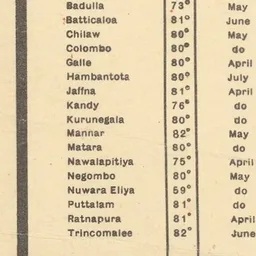 Badulla 73° May
Batticaloa 81° June
Chilaw 80° May
Colombo 80° do
Galle 80° April
Hambantota 80° July
Jaffna 81° April
Kandy 76° do
Kurunegala 80° do
Mannar 82° May
Matara 80° do
Nawalapitiya 75° April
Negombo 80° May
Nuwara Eliya 59° do
Puttalam 81° do
Ratnapura 81° April
Trincomalee 82° June